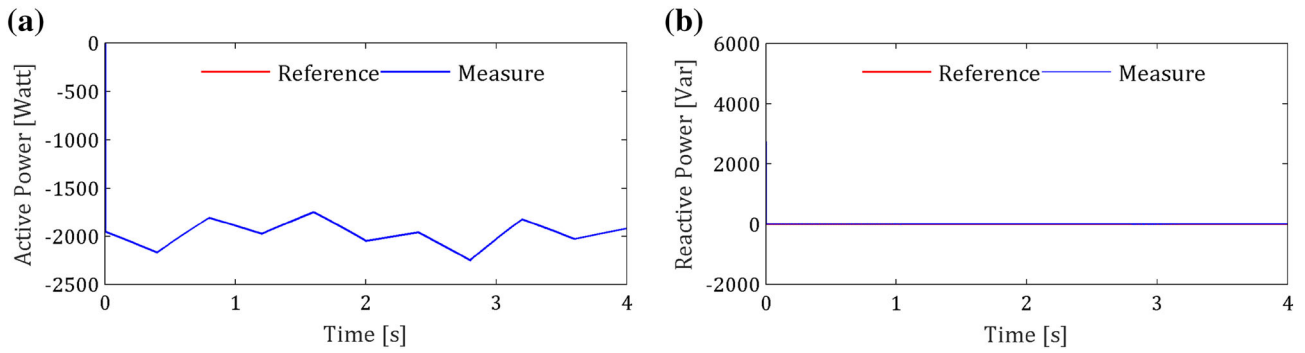 (a)
Active Power [Watt]
0
-500
-1000
-1500
-2000
-2500
Reference Measure
0 1 2 3 4
Time [s]
(b)
Reactive Power [Var]
6000
4000
2000
0
-2000
Reference Measure
0 1 2 3 4
Time [s]